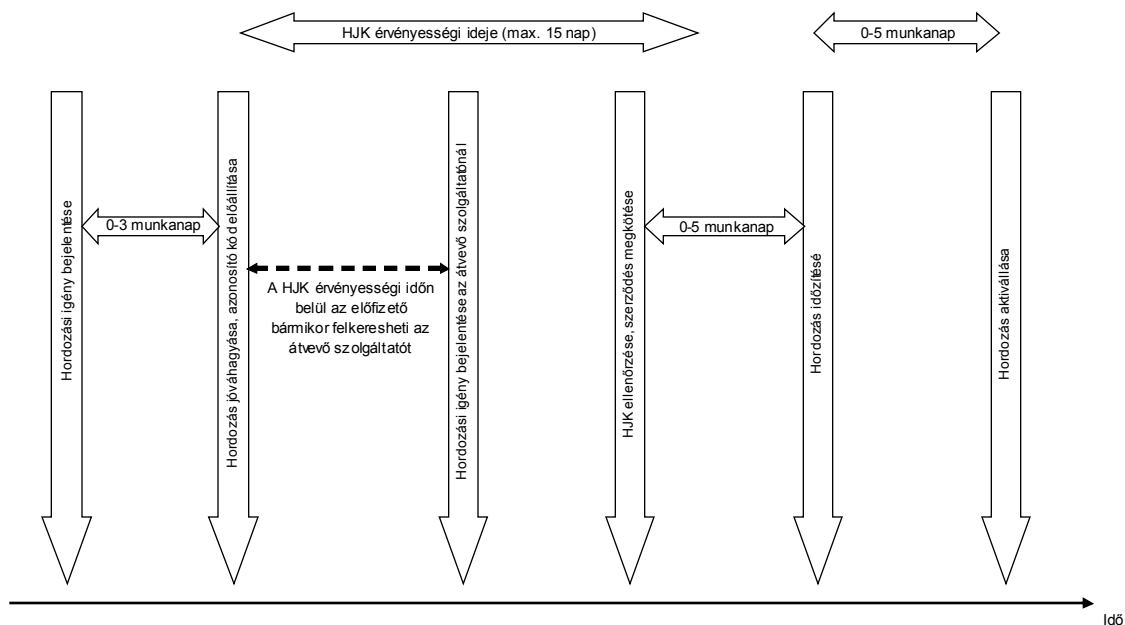 HJK érvényességi ideje (max. 15 nap)
0-5 munkanap
Hordozási igény bejelentése
0-3 munkanap
Hordozás jóváhagyása, azonosító kód előállítása
A HJK érvényességi időn
belül az előfizető
bármikor felkeresheti az
átvevő szolgáltatót
Hordozási igény bejelentése az átvevő szolgáltatónál
HJK ellenőrzése, szerződés megkötése
0-5 munkanap
Hordozás időzítésé
Hordozás aktiválása
Idő